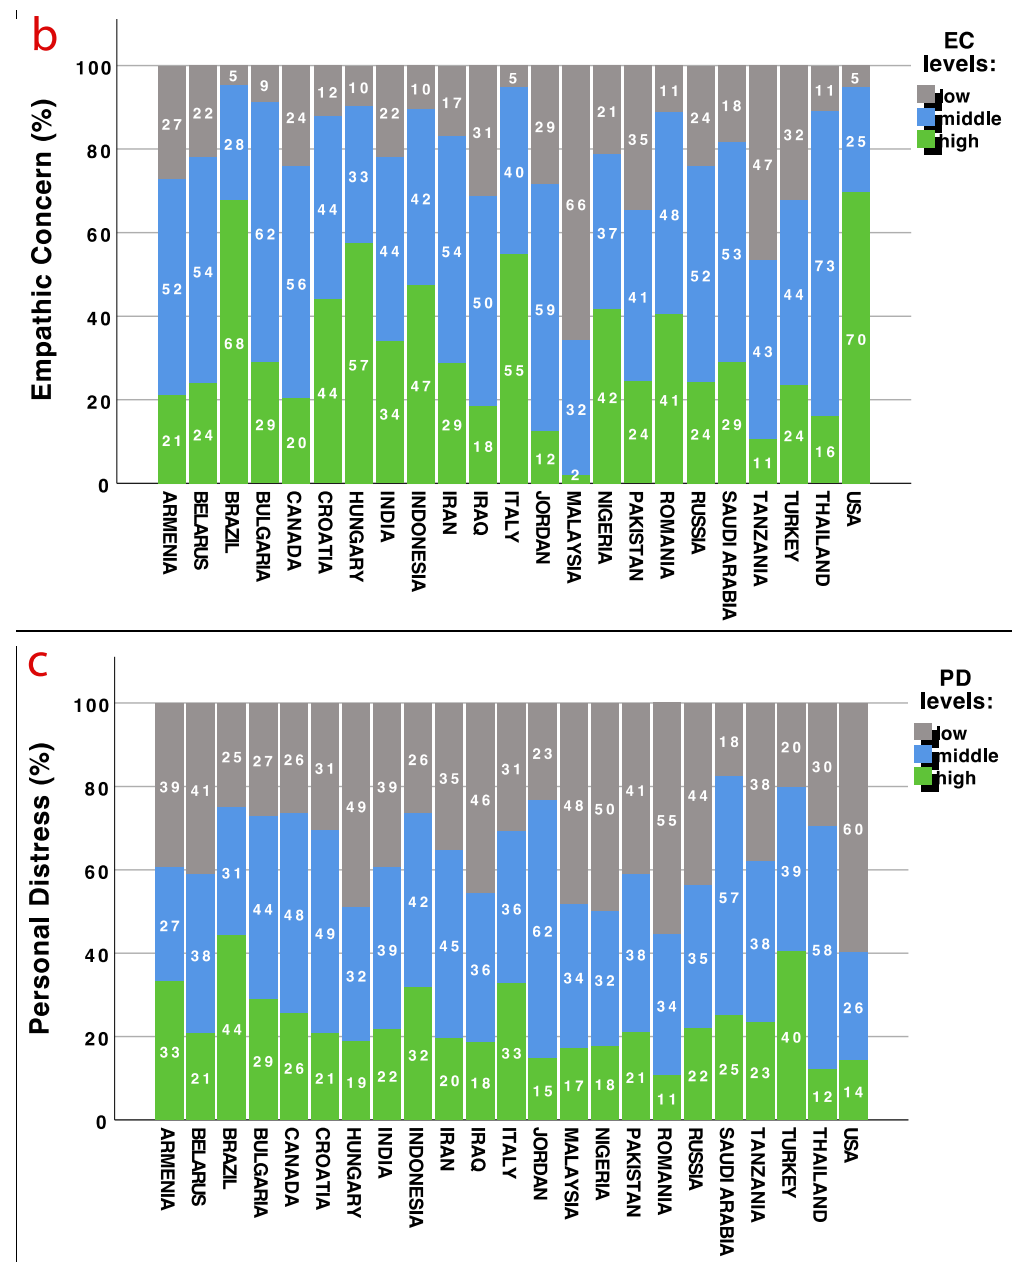 b
EC
levels:
low
middle
high
Empathic Concern (%)
100
80
60
40
20
0
27 22 5 9 24 12 10 22 10 17 31 5 29 66 21 35 11 24 18 47 32 11 5
52 54 28 62 56 44 33 44 42 54 50 40 59 32 37 41 48 52 53 43 44 73 25
21 24 68 29 20 44 57 34 47 29 18 55 12 2 42 24 41 24 29 11 24 16 70
ARMENIA
BELARUS
BRAZIL
BULGARIA
CANADA
CROATIA
HUNGARY
INDIA
INDONESIA
IRAN
IRAQ
ITALY
JORDAN
MALAYSIA
NIGERIA
PAKISTAN
ROMANIA
RUSSIA
SAUDI ARABIA
TANZANIA
TURKEY
THAILAND
USA
c
PD
levels:
low
middle
high
Personal Distress (%)
100
80
60
40
20
0
39 41 25 27 26 31 49 39 26 35 46 31 23 48 50 41 55 44 18 38 20 30 60
27 38 31 44 48 49 32 39 42 45 36 36 62 34 32 38 34 35 57 38 39 58 26
33 21 44 29 26 21 19 22 32 20 18 33 15 17 18 21 11 22 25 23 40 12 14
ARMENIA
BELARUS
BRAZIL
BULGARIA
CANADA
CROATIA
HUNGARY
INDIA
INDONESIA
IRAN
IRAQ
ITALY
JORDAN
MALAYSIA
NIGERIA
PAKISTAN
ROMANIA
RUSSIA
SAUDI ARABIA
TANZANIA
TURKEY
THAILAND
USA